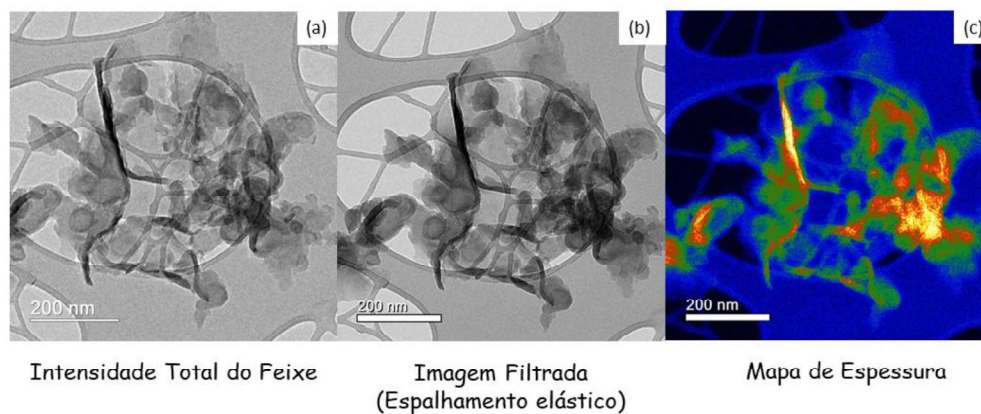 (a)
(b)
(c)
200 nm
200 nm
200 nm
Intensidade Total do Feixe
Imagem Filtrada
(Espalhamento elástico)
Mapa de Espessura